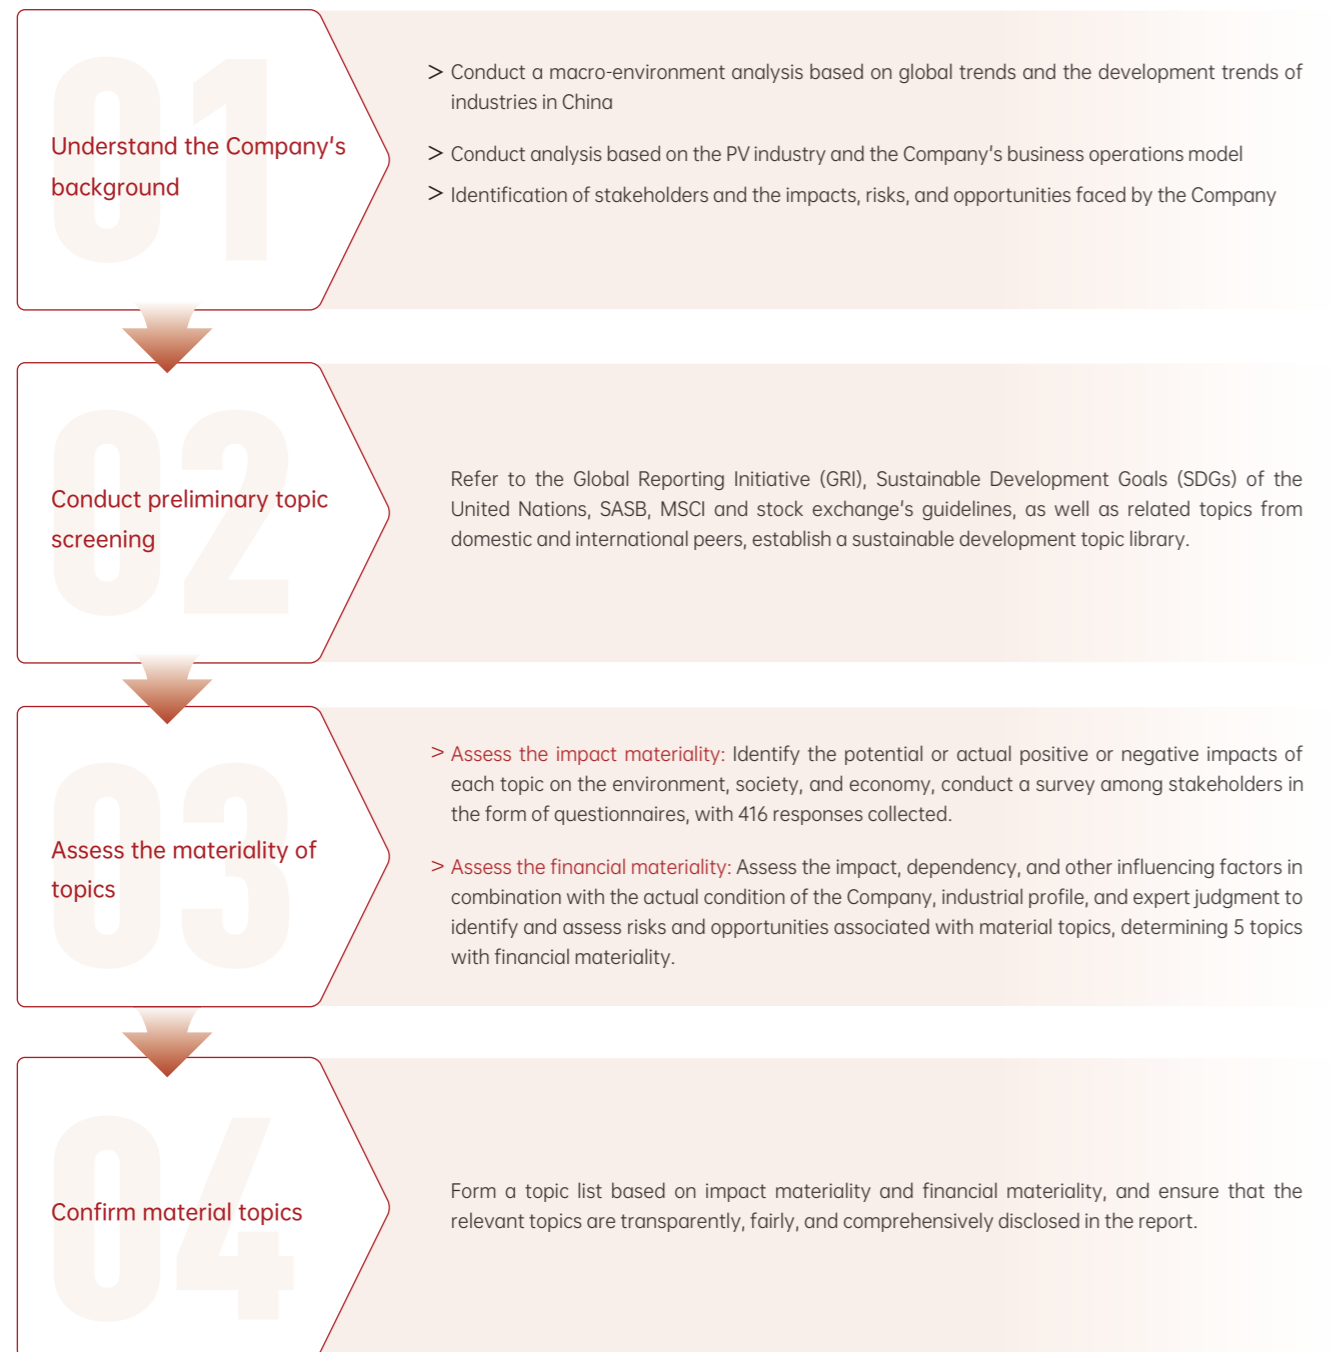 01
Understand the Company's
background
> Conduct a macro-environment analysis based on global trends and the development trends of
industries in China
> Conduct analysis based on the PV industry and the Company's business operations model
> Identification of stakeholders and the impacts, risks, and opportunities faced by the Company
02
Conduct preliminary topic
screening
Refer to the Global Reporting Initiative (GRI), Sustainable Development Goals (SDGs) of the
United Nations, SASB, MSCI and stock exchange's guidelines, as well as related topics from
domestic and international peers, establish a sustainable development topic library.
03
Assess the materiality of
topics
> Assess the impact materiality: Identify the potential or actual positive or negative impacts of
each topic on the environment, society, and economy, conduct a survey among stakeholders in
the form of questionnaires, with 416 responses collected.
> Assess the financial materiality: Assess the impact, dependency, and other influencing factors in
combination with the actual condition of the Company, industrial profile, and expert judgment to
identify and assess risks and opportunities associated with material topics, determining 5 topics
with financial materiality.
04
Confirm material topics
Form a topic list based on impact materiality and financial materiality, and ensure that the
relevant topics are transparently, fairly, and comprehensively disclosed in the report.